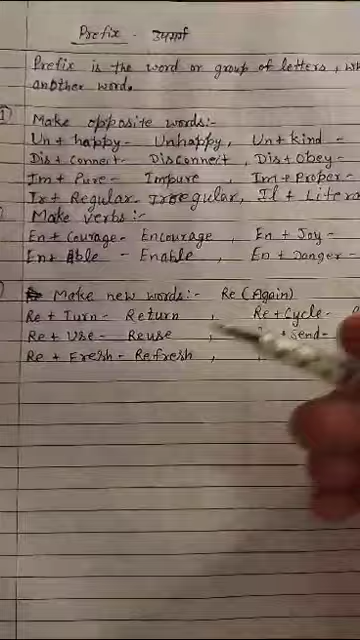 Prefix - उपसर्ग
Prefix is the word or group of letters,
another word.
1) Make opposite words:-
Un + happy - Unhappy, Un + kind -
Dis + Connect - Disconnect, Dis + Obey -
Im + Pure - Impure, Im + Proper -
Ir + Regular - Irregular, Il + Litera
Make verbs:-
En + Courage - Encourage, En + Joy -
En + able - Enable, En + Danger -
Make new words:- Re (Again)
Re + Turn - Return, Re + Cycle -
Re + Use - Reuse, + Send -
Re + Fresh - Refresh,